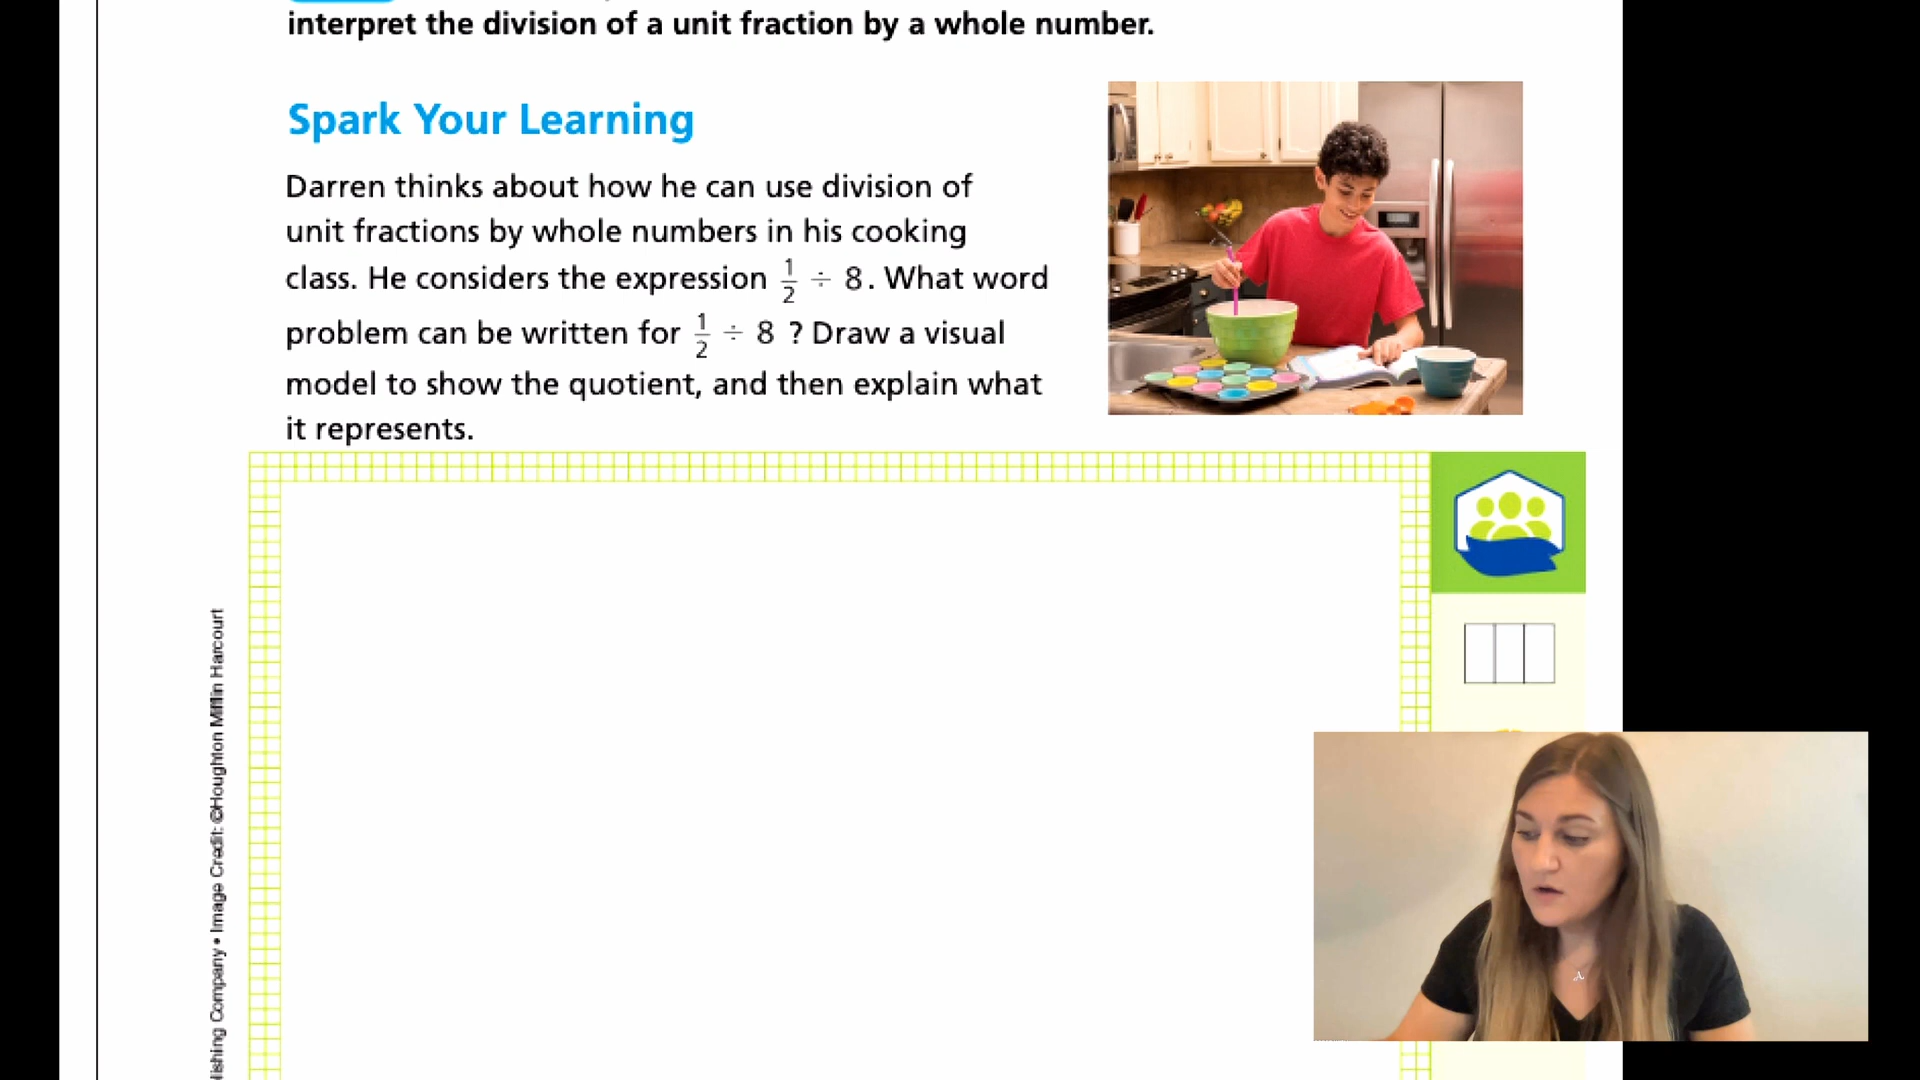 interpret the division of a unit fraction by a whole number.
Spark Your Learning
Darren thinks about how he can use division of
unit fractions by whole numbers in his cooking
class. He considers the expression 1/2 ÷ 8. What word
problem can be written for 1/2 ÷ 8 ? Draw a visual
model to show the quotient, and then explain what
it represents.
lishing Company • Image Credit: ©Houghton Mifflin Harcourt